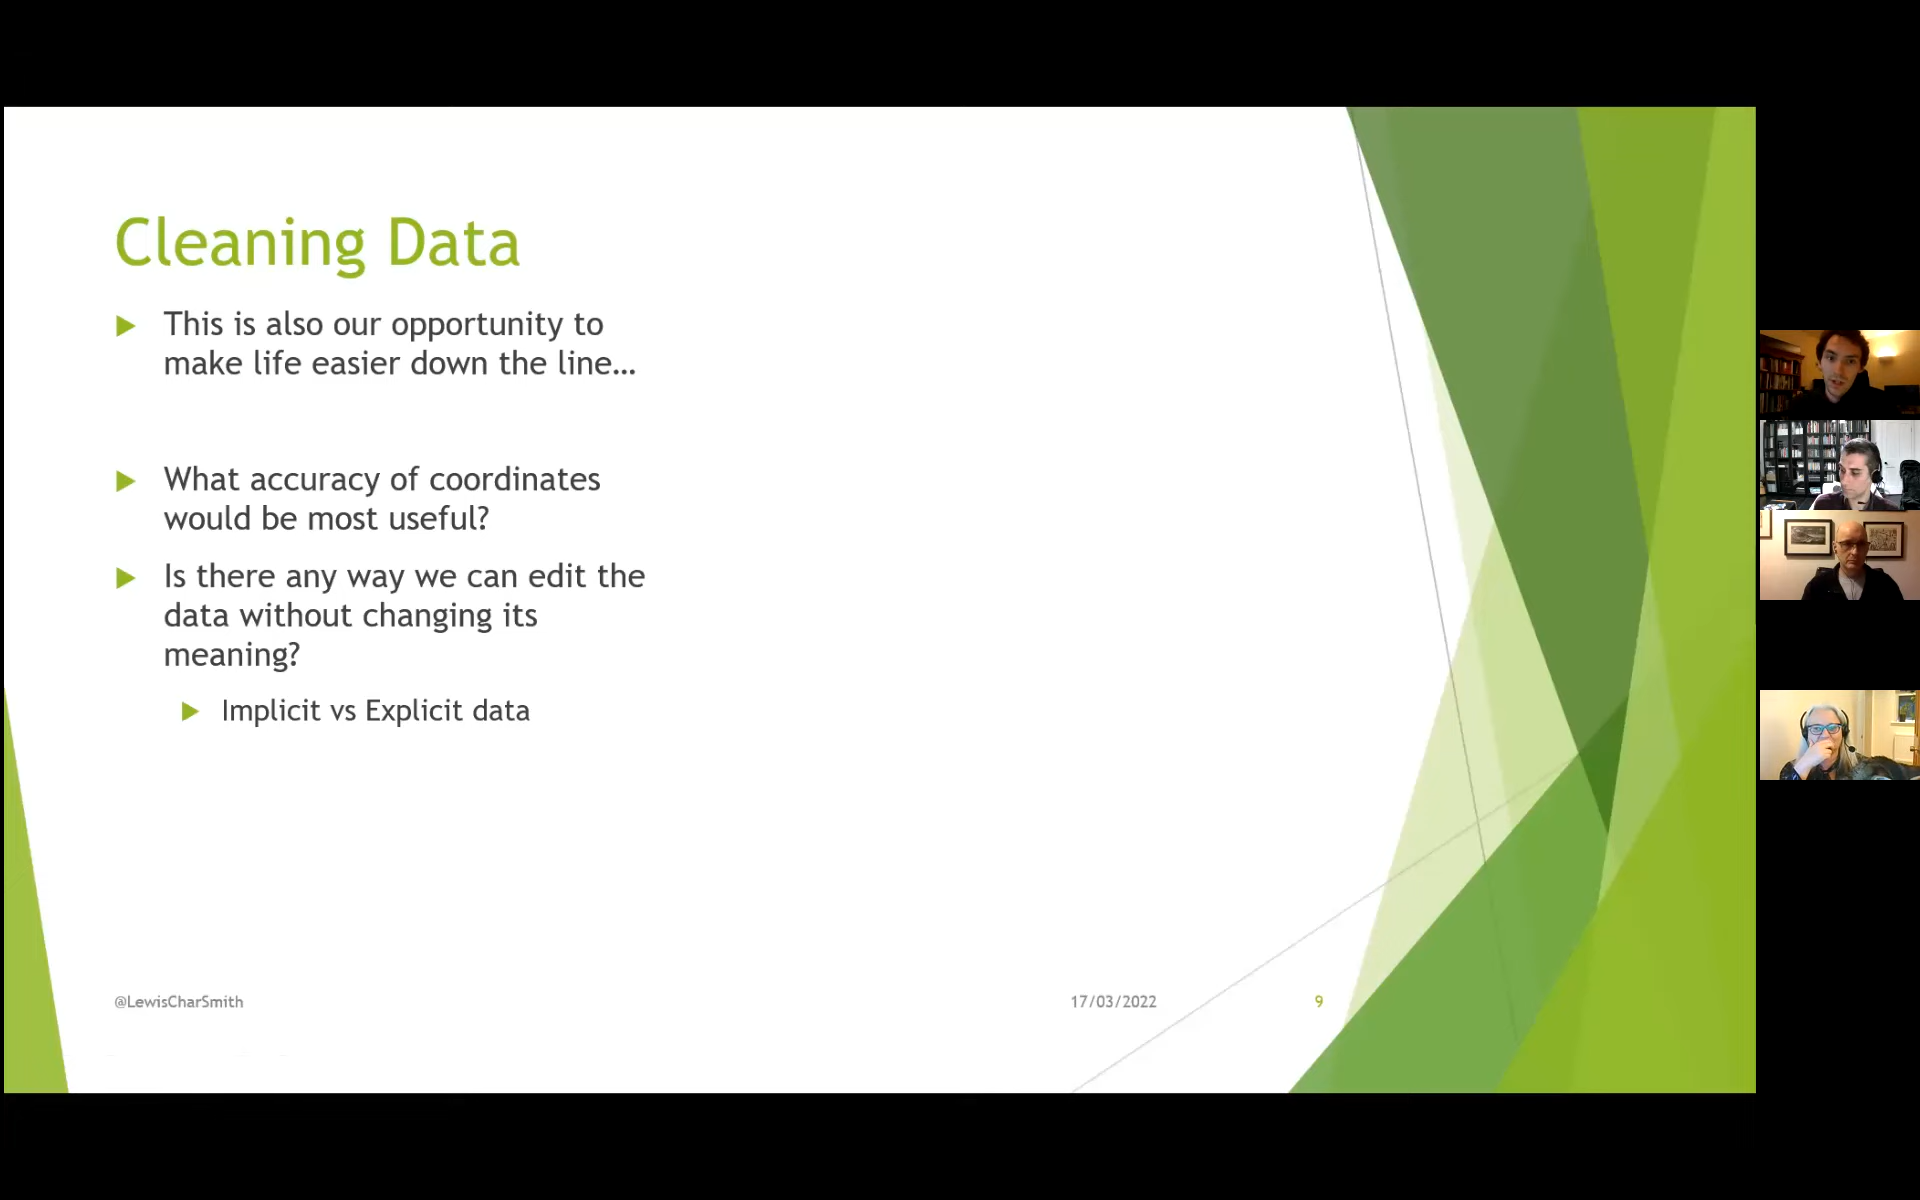 Cleaning Data
This is also our opportunity to
make life easier down the line…
What accuracy of coordinates
would be most useful?
Is there any way we can edit the
data without changing its
meaning?
Implicit vs Explicit data
@LewisCharSmith
17/03/2022
9